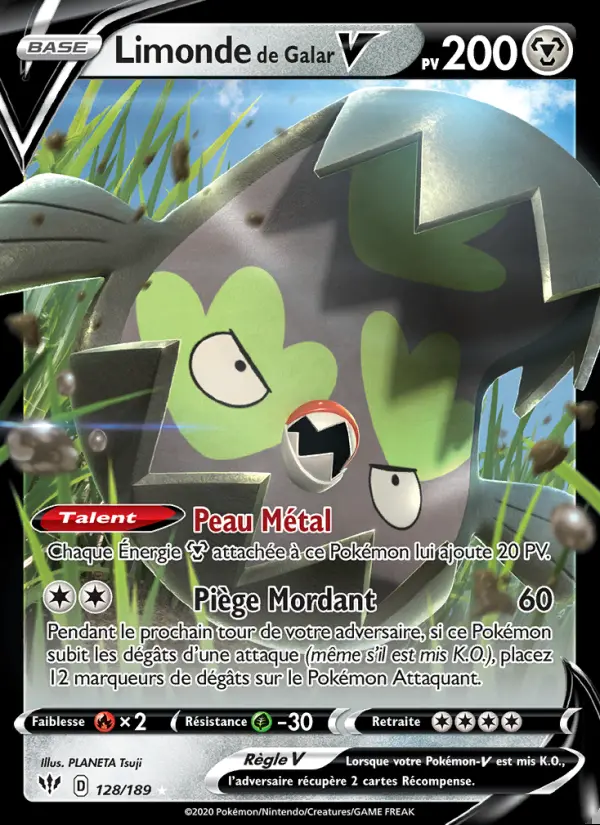 BASE Limonde de Galar V PV 200
Talent Peau Métal
Chaque Énergie attachée à ce Pokémon lui ajoute 20 PV.
Piège Mordant 60
Pendant le prochain tour de votre adversaire, si ce Pokémon
subit les dégâts d'une attaque (même s'il est mis K.O.), placez
12 marqueurs de dégâts sur le Pokémon Attaquant.
Faiblesse ×2 Résistance -30 Retraite
Illus. PLANETA Tsuji
Règle V Lorsque votre Pokémon-V est mis K.O.,
l'adversaire récupère 2 cartes Récompense.
D 128/189
©2020 Pokémon/Nintendo/Creatures/GAME FREAK